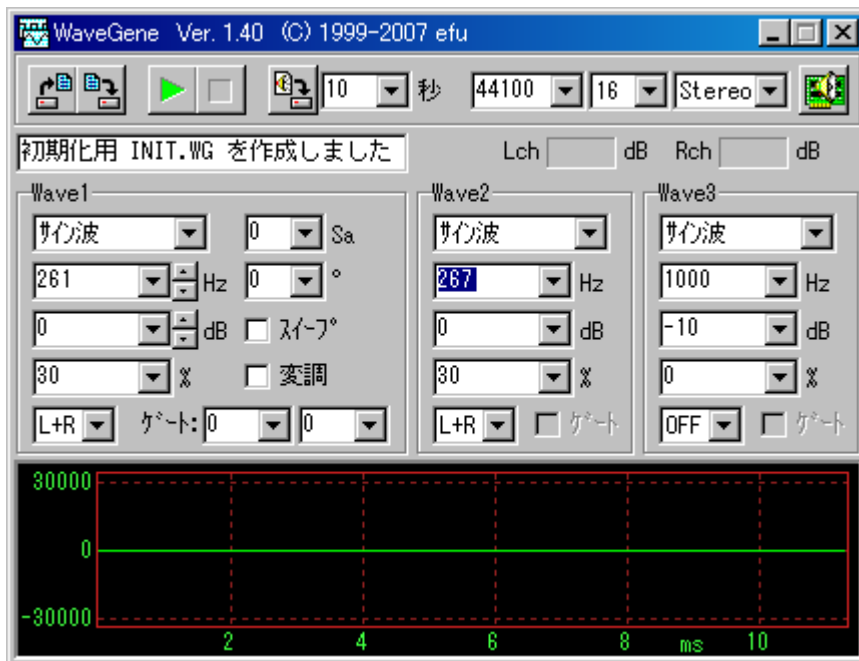 WaveGene Ver. 1.40 (C) 1999-2007 efu
10 秒 44100 16 Stereo
初期化用 INIT.WG を作成しました Lch dB Rch dB
Wave1 Wave2 Wave3
ｻｲﾝ波 0 Sa ｻｲﾝ波 ｻｲﾝ波
261 Hz 0 ° 267 Hz 1000 Hz
0 dB ｽｲｰﾌﾟ 0 dB -10 dB
30 % 変調 30 % 0 %
L+R ｹﾞｰﾄ: 0 0 L+R ｹﾞｰﾄ OFF ｹﾞｰﾄ
30000
0
-30000
2 4 6 8 ms 10